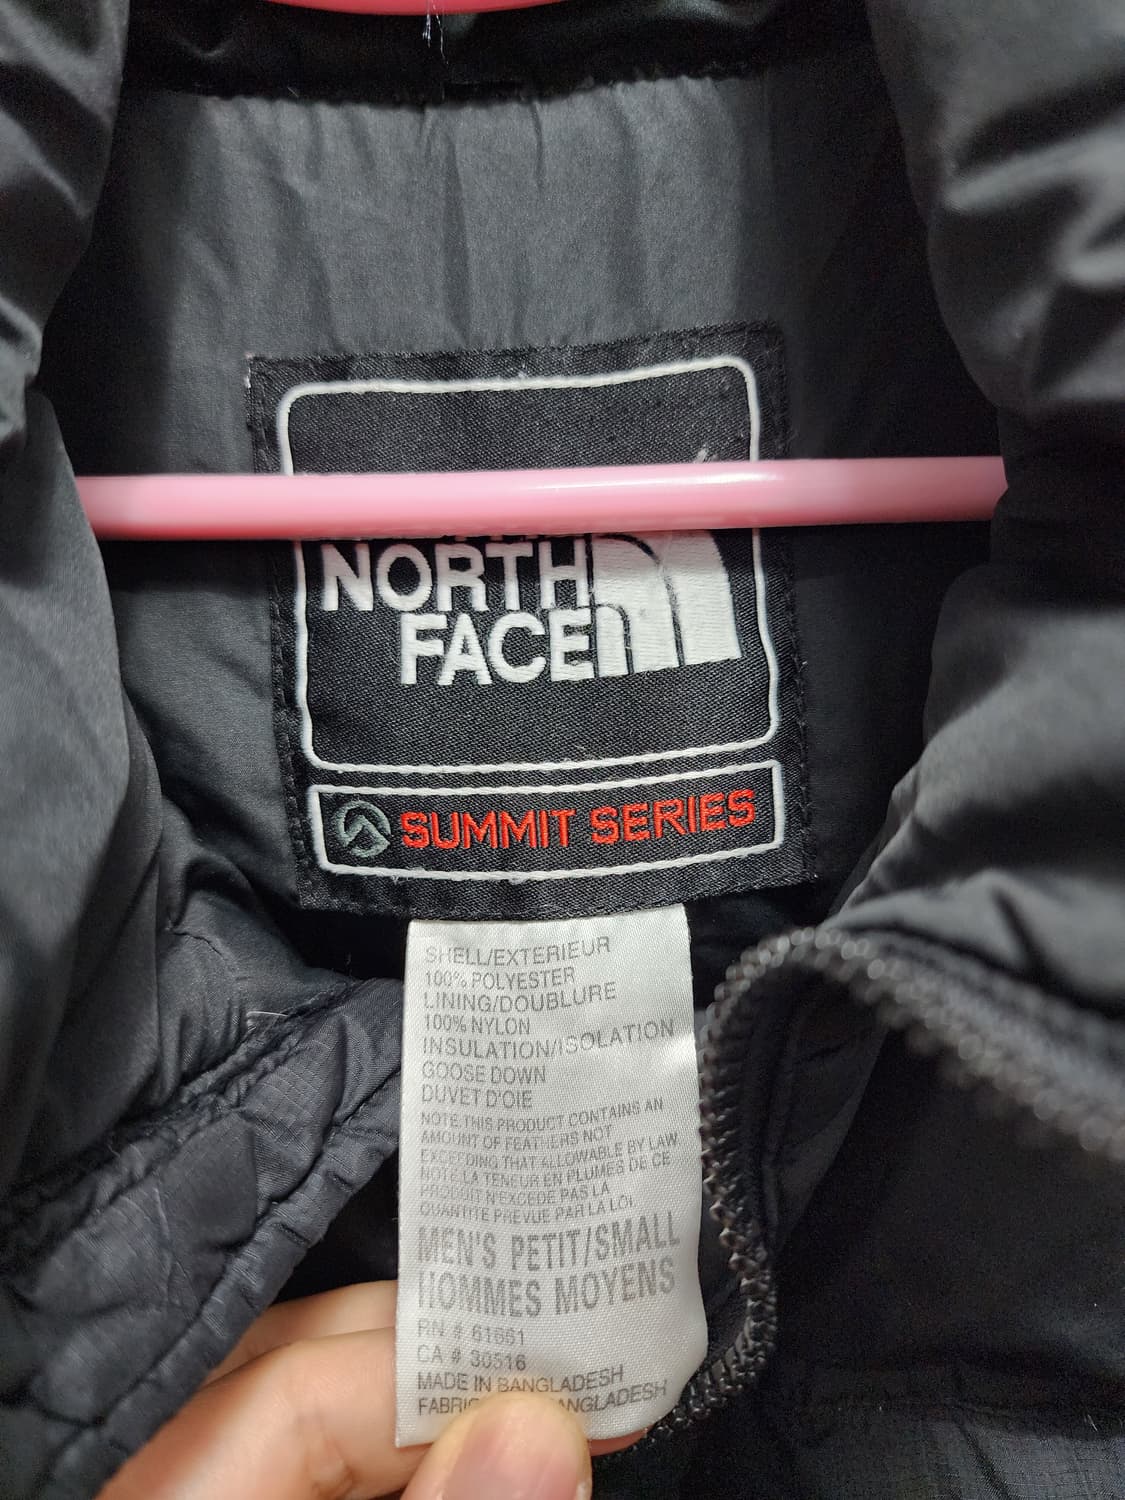 NORTH
FACE
SUMMIT SERIES
SHELL/EXTERIEUR
100% POLYESTER
LINING/DOUBLURE
100% NYLON
INSULATION/ISOLATION
GOOSE DOWN
DUVET D'OIE
NOTE:THIS PRODUCT CONTAINS AN
AMOUNT OF FEATHERS NOT
EXCEEDING THAT ALLOWABLE BY LAW
NOTE:LA TENEUR EN PLUMES DE CE
PRODUIT N'EXCEDE PAS LA
QUANTITE PREVUE PAR LA LOI
MEN'S PETIT/SMALL
HOMMES MOYENS
RN # 61661
CA # 30516
MADE IN BANGLADESH